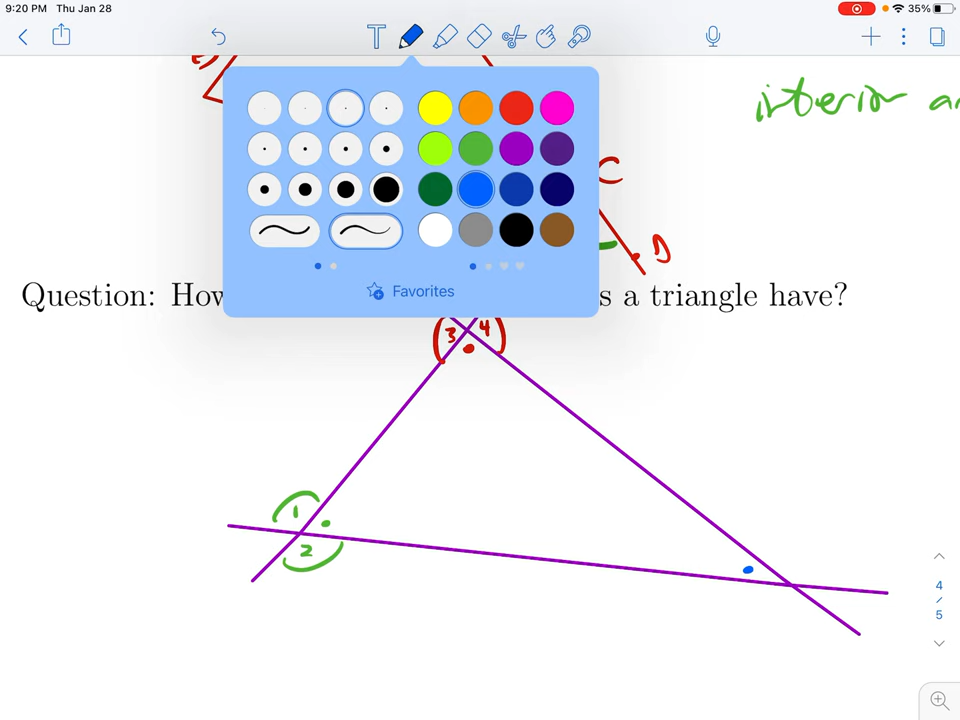 9:20 PM Thu Jan 28
35%
interior
C
D
Question: How
s a triangle have?
3 4
1
2
Favorites
4
/
5